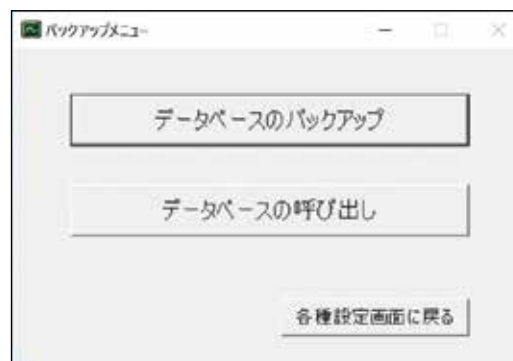 バックアップメニュー
データベースのバックアップ
データベースの呼び出し
各種設定画面に戻る